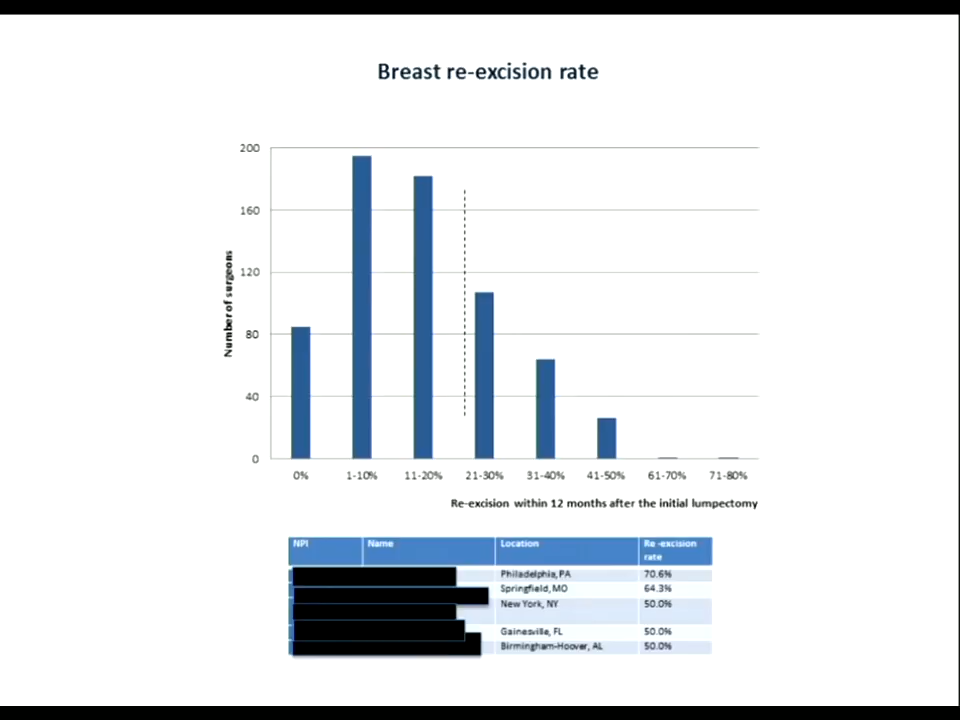 Breast re-excision rate
200
160
120
80
40
0
Number of surgeons
0% 1-10% 11-20% 21-30% 31-40% 41-50% 61-70% 71-80%
Re-excision within 12 months after the initial lumpectomy
NPI Name Location Re -excision
rate
Philadelphia, PA 70.6%
Springfield, MO 64.3%
New York, NY 50.0%
Gainesville, FL 50.0%
Birmingham-Hoover, AL 50.0%